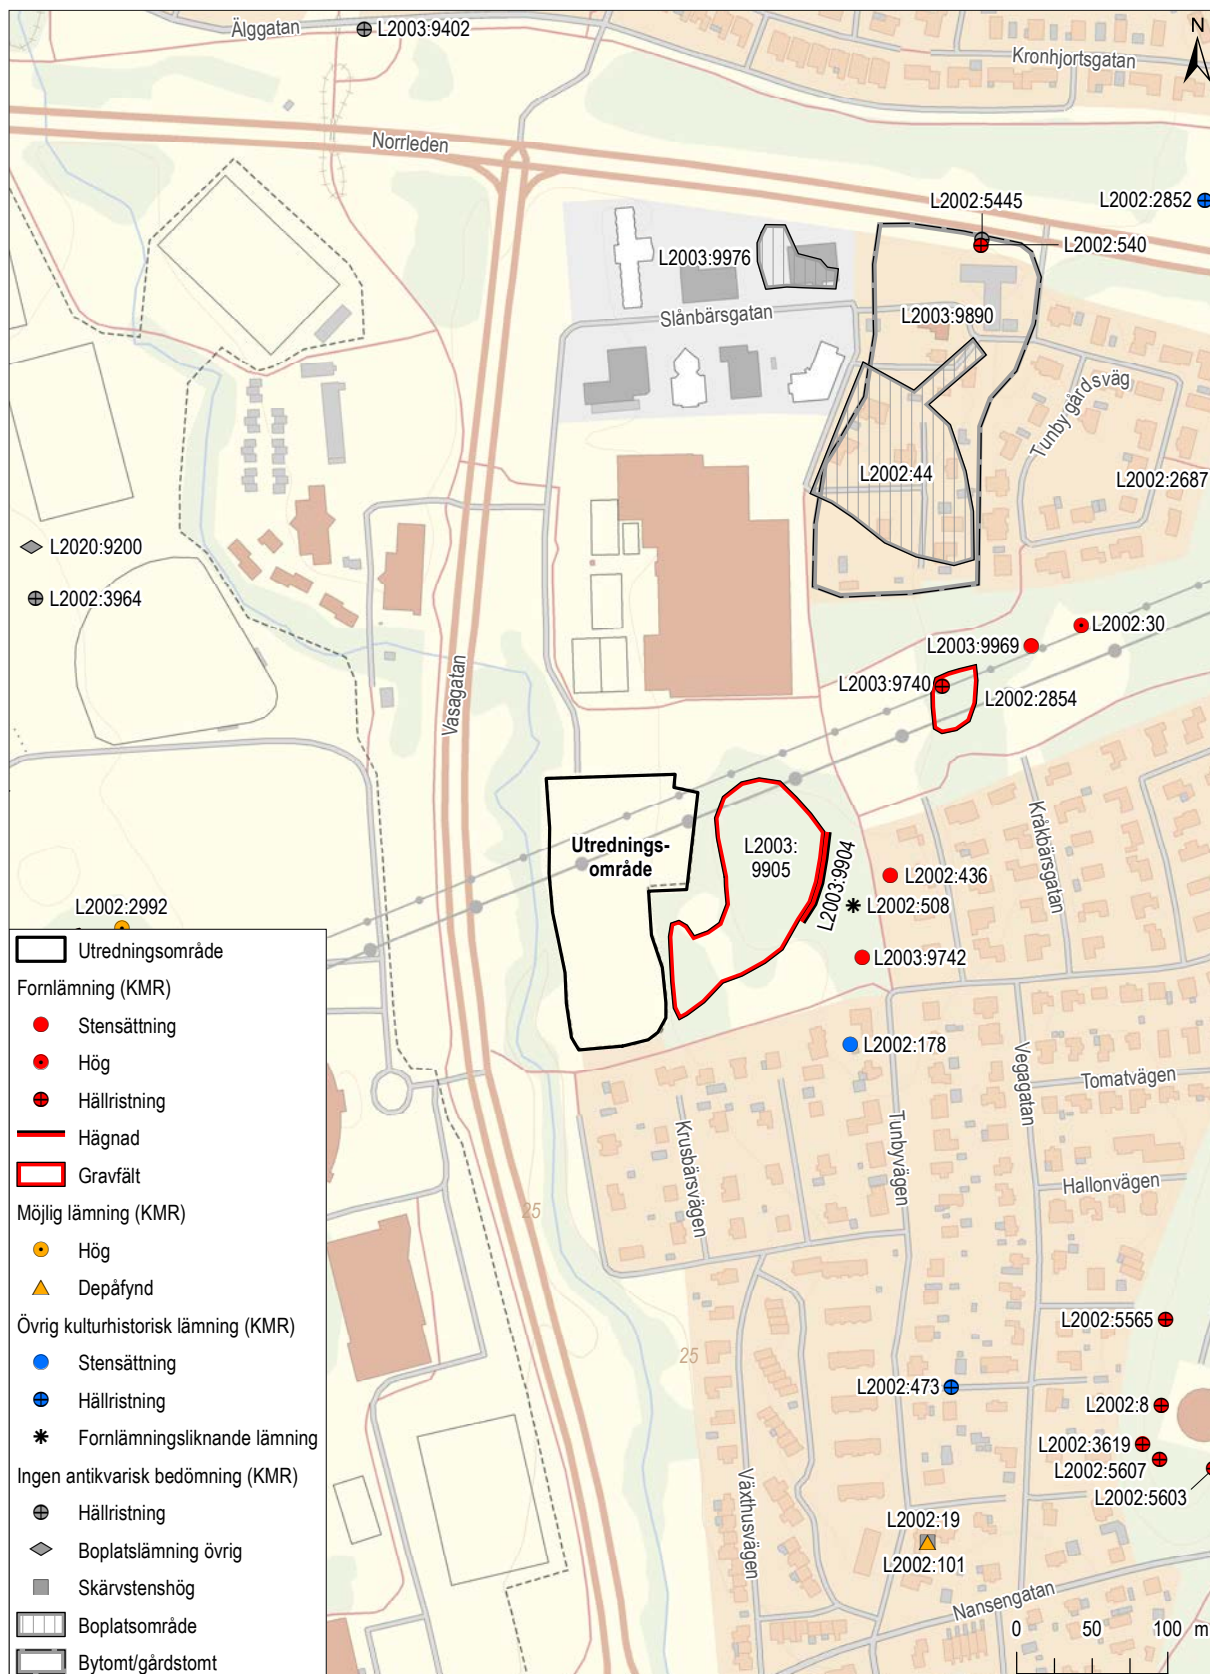 Älggatan
L2003:9402
Kronhjortsgatan
N
Norrleden
L2002:5445
L2002:2852
L2002:540
L2003:9976
Slånbärsgatan
L2003:9890
Tunby gårdsväg
L2002:44
L2002:2687
L2020:9200
L2002:3964
Vasagatan
L2002:30
L2003:9969
L2003:9740
L2002:2854
Kråkbärsgatan
Utrednings-
område
L2003:
9905
L2003:9904
L2002:436
L2002:508
L2003:9742
L2002:2992
L2002:178
Vegagatan
Tomatvägen
Tunbyvägen
Krusbärsvägen
Hallonvägen
25
25
L2002:5565
L2002:473
L2002:8
L2002:3619
L2002:5607
L2002:5603
Växthusvägen
L2002:19
L2002:101
Nansengatan
0 50 100 m
Utredningsområde
Fornlämning (KMR)
Stensättning
Hög
Hällristning
Hägnad
Gravfält
Möjlig lämning (KMR)
Hög
Depåfynd
Övrig kulturhistorisk lämning (KMR)
Stensättning
Hällristning
Fornlämningsliknande lämning
Ingen antikvarisk bedömning (KMR)
Hällristning
Boplatslämning övrig
Skärvstenshög
Boplatsområde
Bytomt/gårdstomt